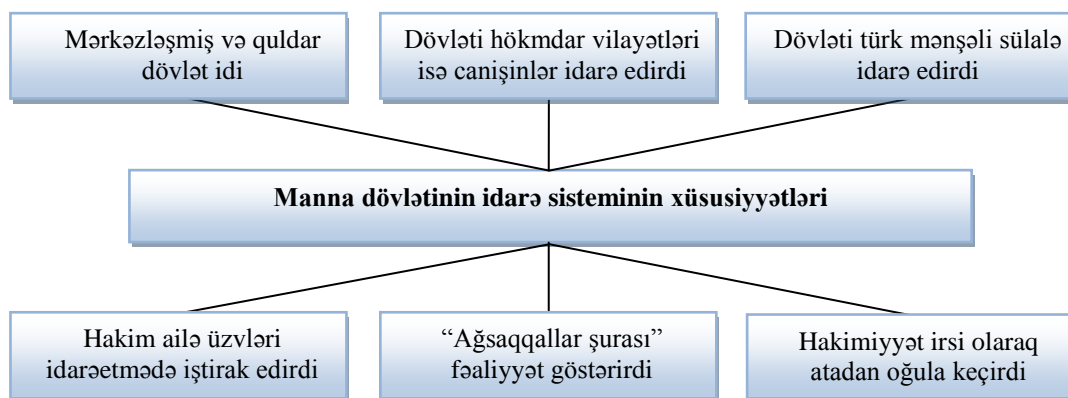 Mərkəzləşmiş və quldar
dövlət idi
Dövləti hökmdar vilayətləri
isə canişinlər idarə edirdi
Dövləti türk mənşəli sülalə
idarə edirdi
Manna dövlətinin idarə sisteminin xüsusiyyətləri
Hakim ailə üzvləri
idarəetmədə iştirak edirdi
“Ağsaqqallar şurası”
fəaliyyət göstərirdi
Hakimiyyət irsi olaraq
atadan oğula keçirdi